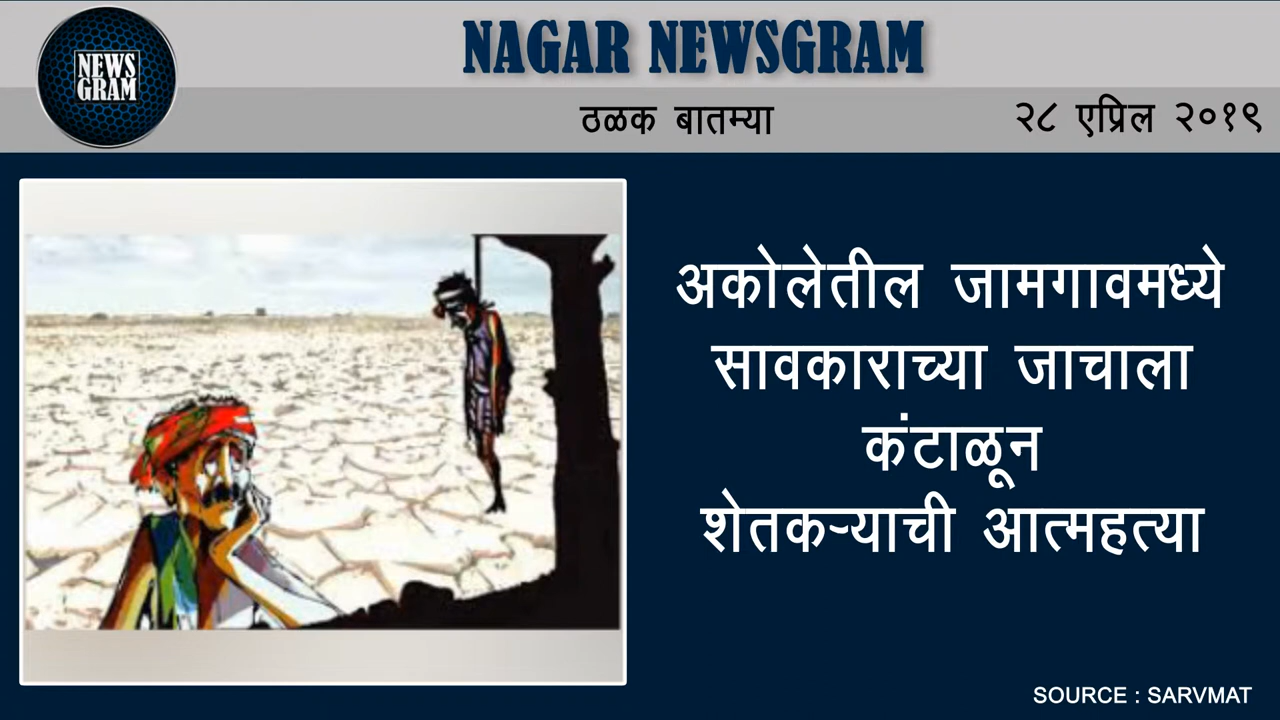 NEWS
GRAM
NAGAR NEWSGRAM
ठळक बातम्या
२८ एप्रिल २०१९
अकोलेतील जामगावमध्ये
सावकाराच्या जाचाला
कंटाळून
शेतकऱ्याची आत्महत्या
SOURCE : SARVMAT